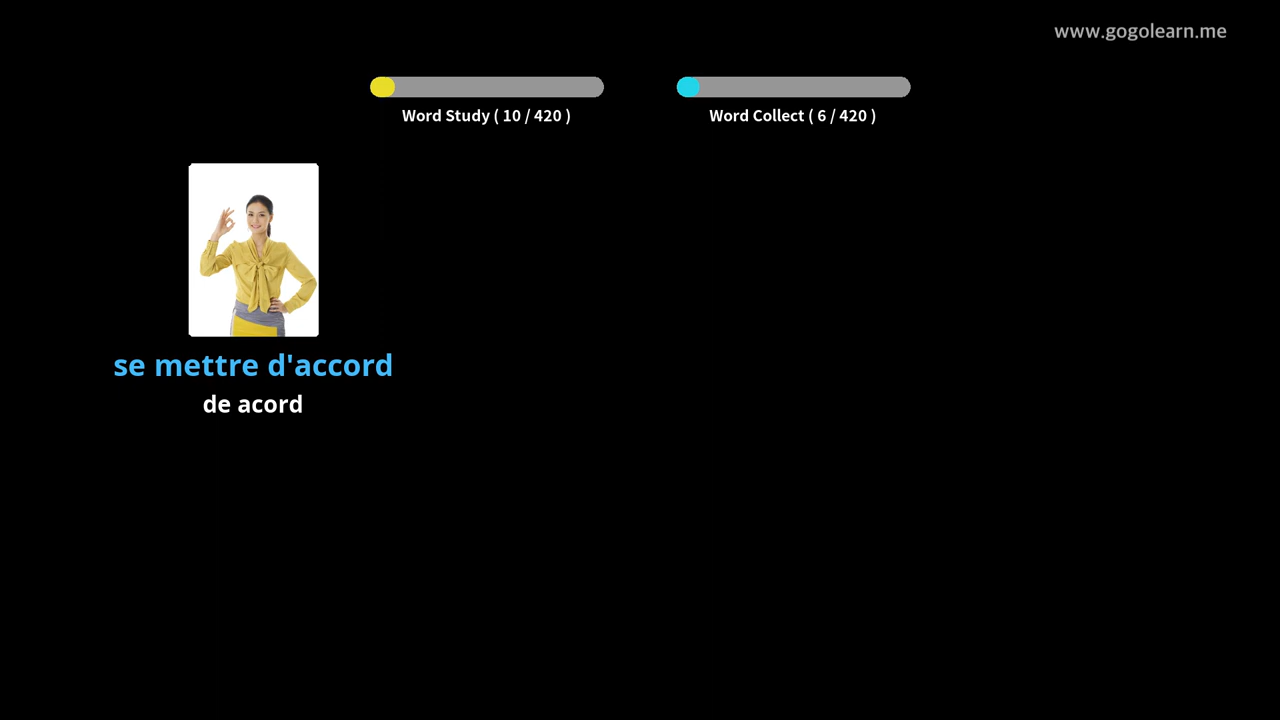 www.gogolearn.me
Word Study ( 10 / 420 )
Word Collect ( 6 / 420 )
se mettre d'accord
de acord